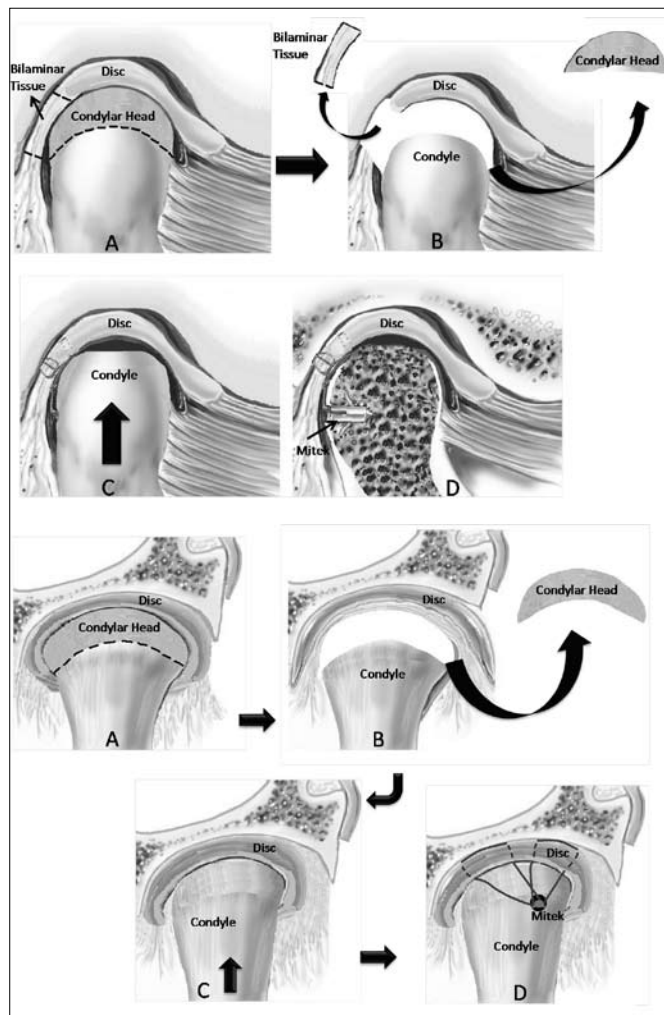 Bilaminar
Tissue
Disc
Condylar Head
A
Bilaminar
Tissue
Disc
Condyle
B
Condylar Head
Disc
Condyle
C
Disc
Mitek
D
Disc
Condylar Head
A
Disc
Condyle
B
Condylar Head
Disc
Condyle
C
Disc
Mitek
Condyle
D